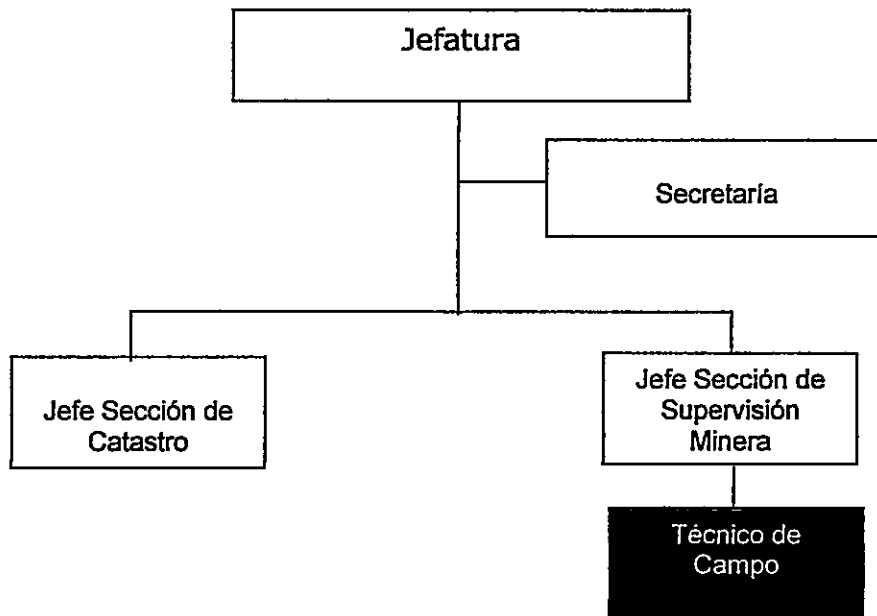 Jefatura
Secretaría
Jefe Sección de
Catastro
Jefe Sección de
Supervisión
Minera
Técnico de
Campo